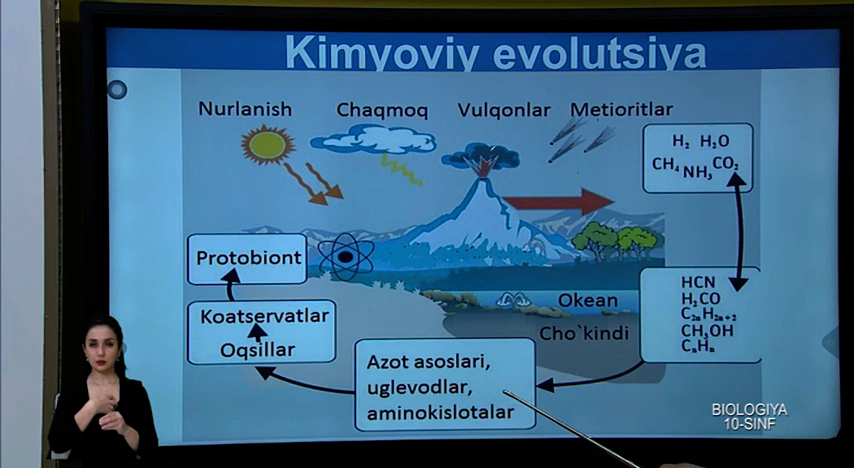 Kimyoviy evolutsiya
Nurlanish
Chaqmoq
Vulqonlar
Metioritlar
H₂ H₂O
CH₄ NH₃ CO₂
Protobiont
Koatservatlar
Oqsillar
Okean
Cho`kindi
HCN
H₂CO
C₂ₙH₂ₙ₊₂
CH₃OH
CₙHₙ
Azot asoslari,
uglevodlar,
aminokislotalar
BIOLOGIYA
10-SINF